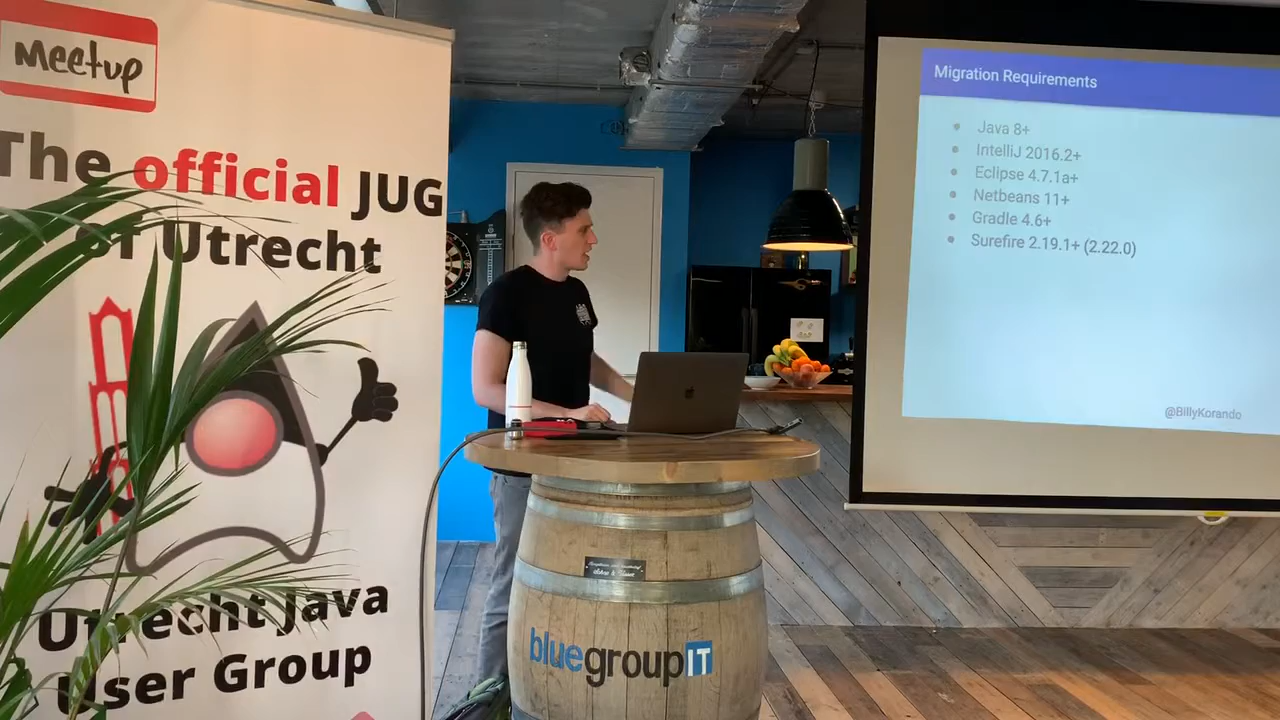 meetup
The official JUG
of Utrecht
Utrecht Java
User Group
bluegroupIT
Migration Requirements
Java 8+
IntelliJ 2016.2+
Eclipse 4.7.1a+
Netbeans 11+
Gradle 4.6+
Surefire 2.19.1+ (2.22.0)
@BillyKorando